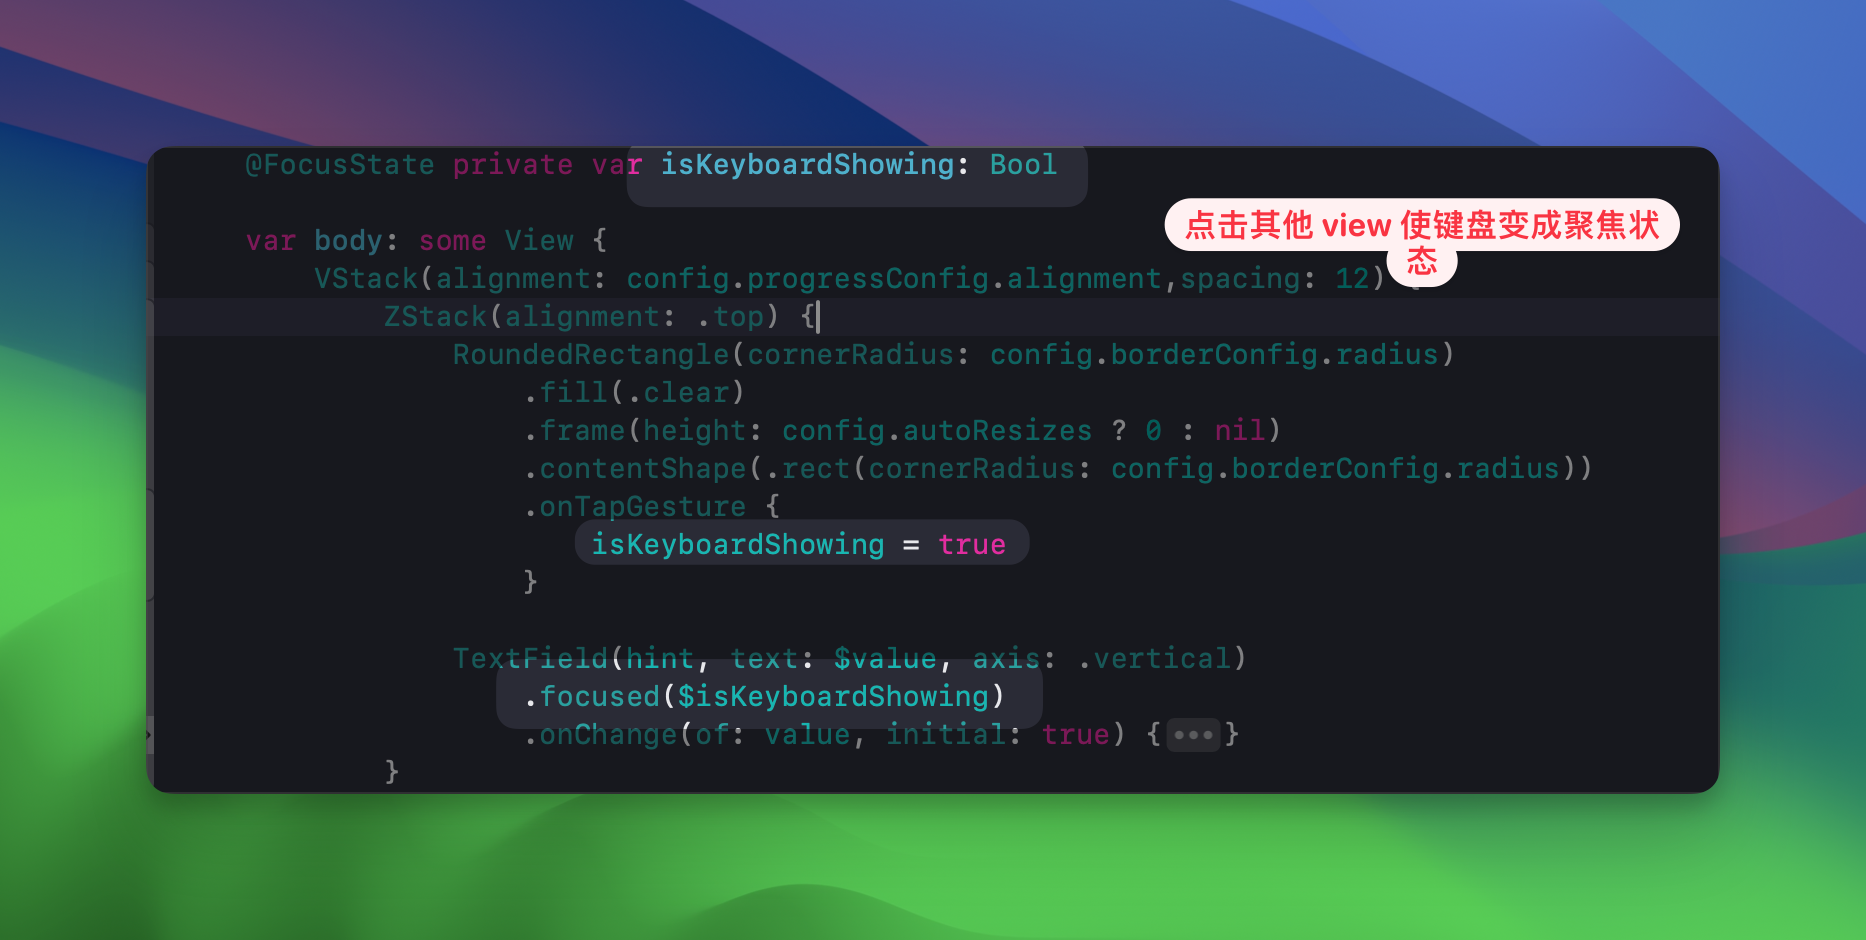 @FocusState private var isKeyboardShowing: Bool
点击其他 view 使键盘变成聚焦状
态
var body: some View {
VStack(alignment: config.progressConfig.alignment,spacing: 12) {
ZStack(alignment: .top) {
RoundedRectangle(cornerRadius: config.borderConfig.radius)
.fill(.clear)
.frame(height: config.autoResizes ? 0 : nil)
.contentShape(.rect(cornerRadius: config.borderConfig.radius))
.onTapGesture {
isKeyboardShowing = true
}
TextField(hint, text: $value, axis: .vertical)
.focused($isKeyboardShowing)
.onChange(of: value, initial: true) {•••}
}